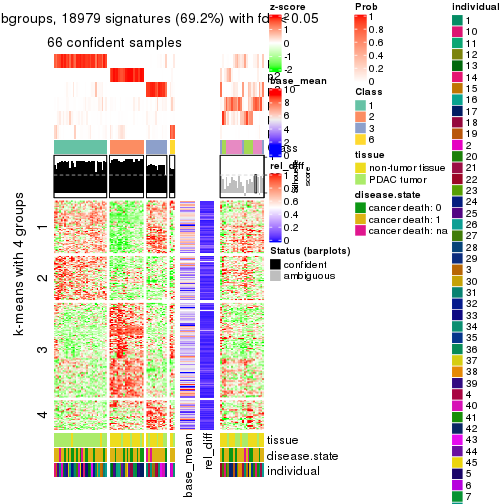 bgroups, 18979 signatures (69.2%) with fdr < 0.05
66 confident samples
k-means with 4 groups
1
2
3
4
Class
silhouette
score
tissue
disease.state
individual
base_mean
rel_diff
z-score
2
1
0
-1
-2
base_mean
10
8
6
4
2
0
rel_diff
1
0.8
0.6
0.4
0.2
0
Status (barplots)
confident
ambiguous
Prob
1
0.8
0.6
0.4
0.2
0
Class
1
2
3
6
tissue
non-tumor tissue
PDAC tumor
disease.state
cancer death: 0
cancer death: 1
cancer death: na
individual
1
10
11
12
13
14
15
16
17
18
19
2
20
21
22
23
24
25
26
27
28
29
3
30
31
32
33
34
35
36
37
38
39
4
40
41
42
43
44
45
5
6
7